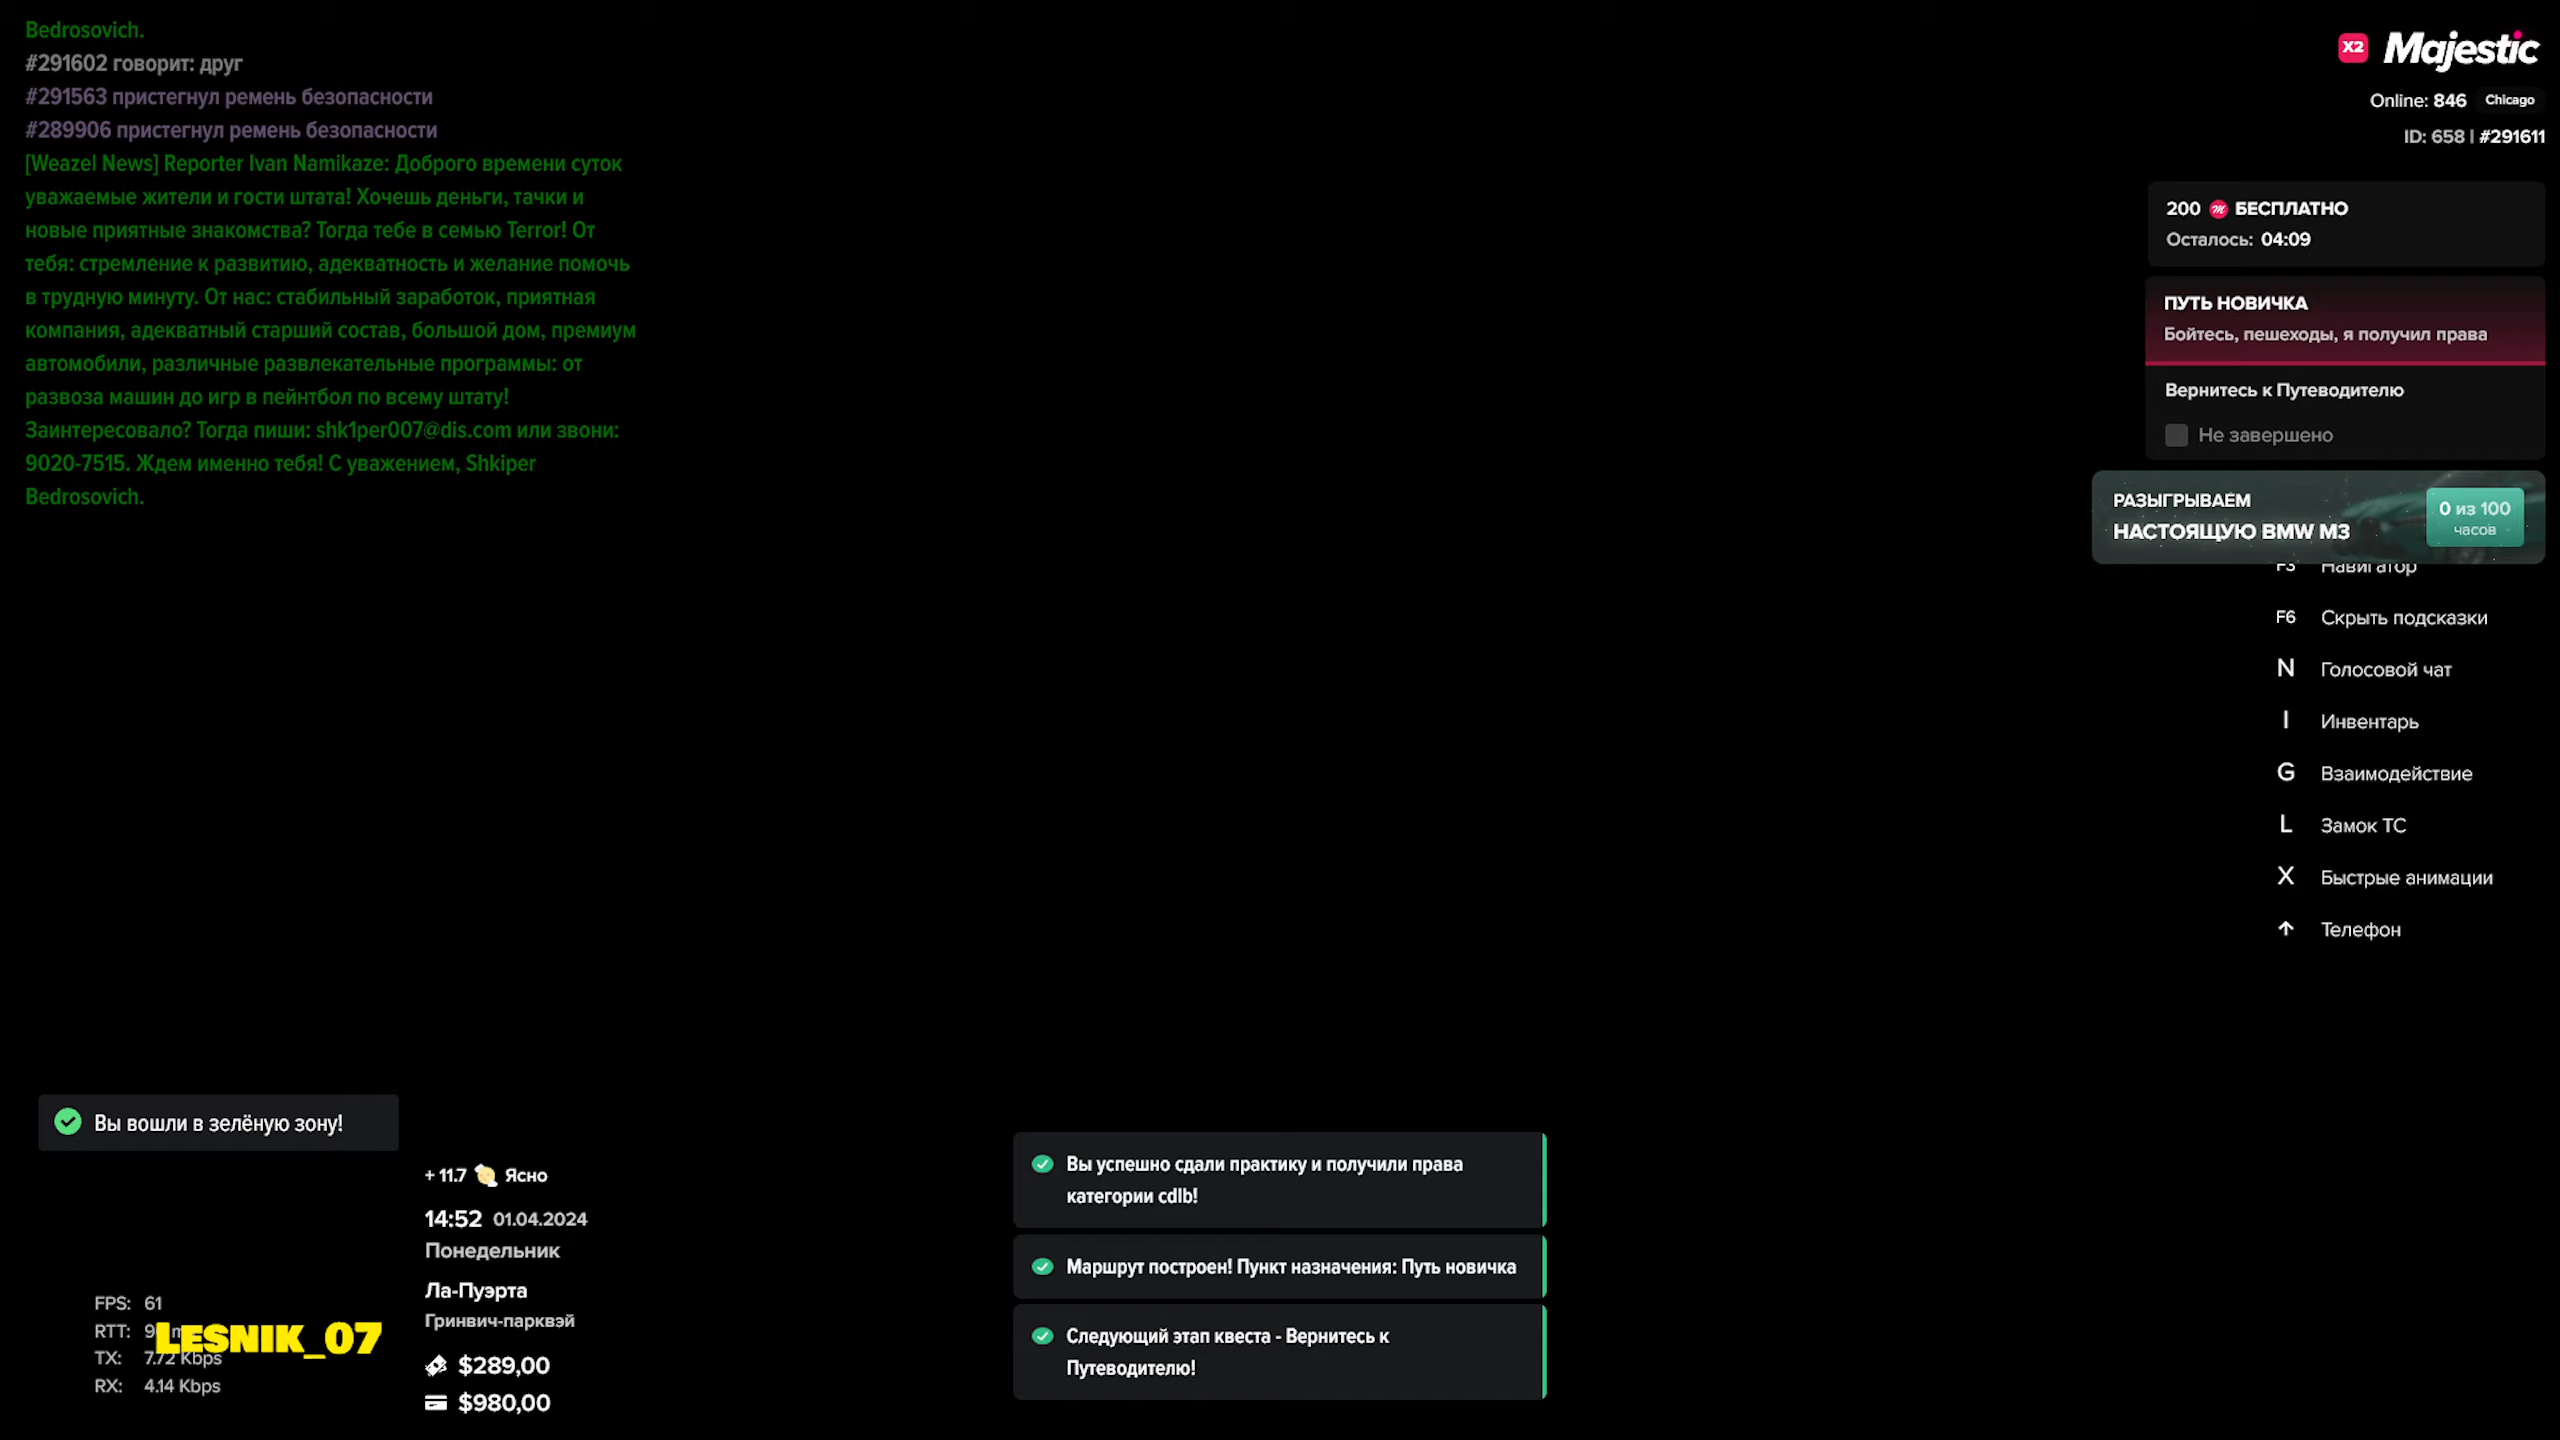 Bedrosovich.
#291602 говорит: друг
#291563 пристегнул ремень безопасности
#289906 пристегнул ремень безопасности
[Weazel News] Reporter Ivan Namikaze: Доброго времени суток
уважаемые жители и гости штата! Хочешь деньги, тачки и
новые приятные знакомства? Тогда тебе в семью Terror! От
тебя: стремление к развитию, адекватность и желание помочь
в трудную минуту. От нас: стабильный заработок, приятная
компания, адекватный старший состав, большой дом, премиум
автомобили, различные развлекательные программы: от
развоза машин до игр в пейнтбол по всему штату!
Заинтересовало? Тогда пиши: shk1per007@dis.com или звони:
9020-7515. Ждем именно тебя! С уважением, Shkiper
Bedrosovich.
X2 Majestic
Online: 846 Chicago
ID: 658 | #291611
200 БЕСПЛАТНО
Осталось: 04:09
ПУТЬ НОВИЧКА
Бойтесь, пешеходы, я получил права
Вернитесь к Путеводителю
Не завершено
РАЗЫГРЫВАЕМ
НАСТОЯЩУЮ BMW M3
0 из 100
часов
F3 Навигатор
F6 Скрыть подсказки
N Голосовой чат
I Инвентарь
G Взаимодействие
L Замок ТС
X Быстрые анимации
↑ Телефон
Вы вошли в зелёную зону!
+ 11.7 Ясно
14:52 01.04.2024
Понедельник
Ла-Пуэрта
Гринвич-парквэй
$289,00
$980,00
FPS: 61
RTT:
LESNIK_07
TX: 7.72 Kbps
RX: 4.14 Kbps
Вы успешно сдали практику и получили права
категории cdlb!
Маршрут построен! Пункт назначения: Путь новичка
Следующий этап квеста - Вернитесь к
Путеводителю!